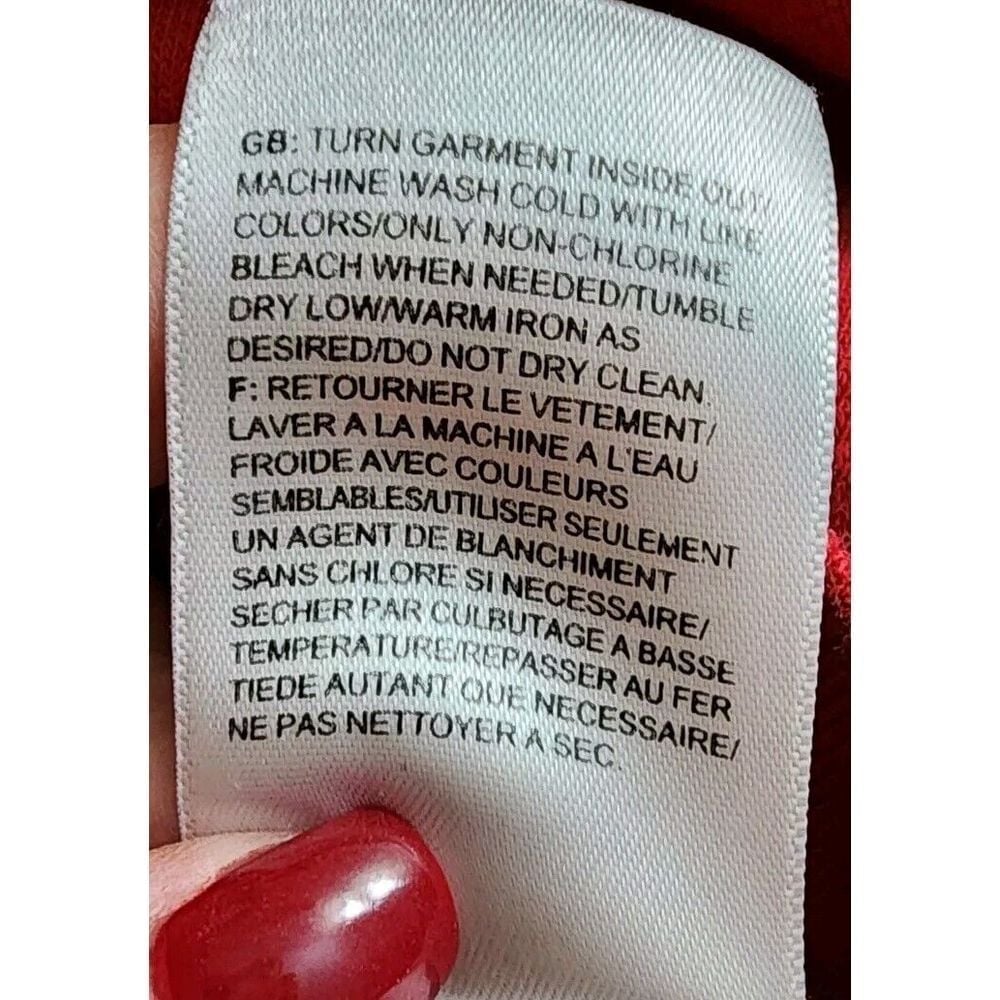 GB: TURN GARMENT INSIDE OUT/
MACHINE WASH COLD WITH LIKE
COLORS/ONLY NON-CHLORINE
BLEACH WHEN NEEDED/TUMBLE
DRY LOW/WARM IRON AS
DESIRED/DO NOT DRY CLEAN.
F: RETOURNER LE VETEMENT/
LAVER A LA MACHINE A L'EAU
FROIDE AVEC COULEURS
SEMBLABLES/UTILISER SEULEMENT
UN AGENT DE BLANCHIMENT
SANS CHLORE SI NECESSAIRE/
SECHER PAR CULBUTAGE A BASSE
TEMPERATURE/REPASSER AU FER
TIEDE AUTANT QUE NECESSAIRE/
NE PAS NETTOYER A SEC.